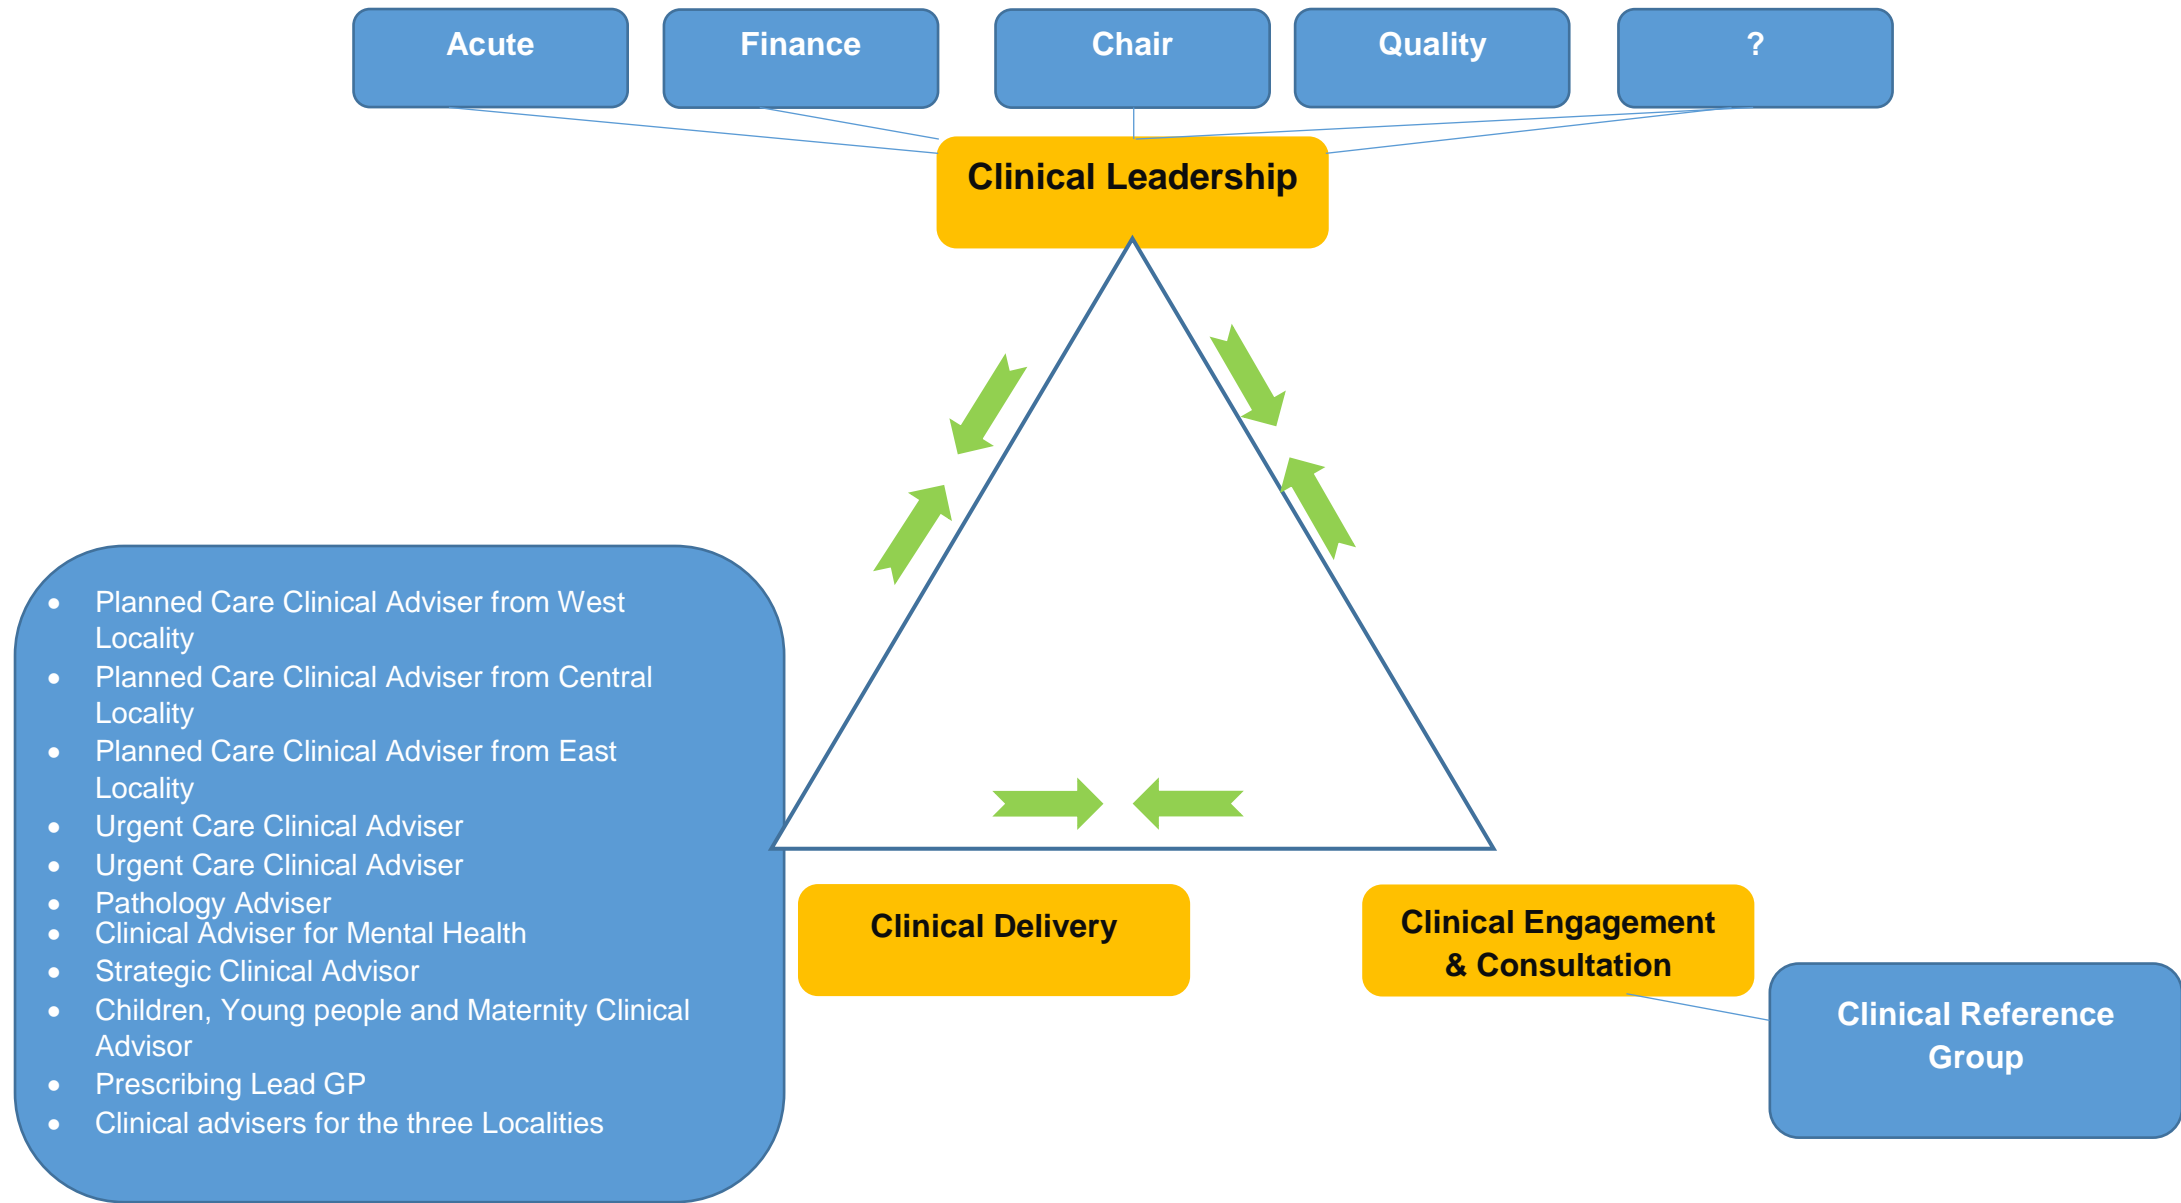 Acute
Finance
Chair
Quality
?
Clinical Leadership
• Planned Care Clinical Adviser from West
Locality
• Planned Care Clinical Adviser from Central
Locality
• Planned Care Clinical Adviser from East
Locality
• Urgent Care Clinical Adviser
• Urgent Care Clinical Adviser
• Pathology Adviser
• Clinical Adviser for Mental Health
• Strategic Clinical Advisor
• Children, Young people and Maternity Clinical
Advisor
• Prescribing Lead GP
• Clinical advisers for the three Localities
Clinical Delivery
Clinical Engagement
& Consultation
Clinical Reference
Group